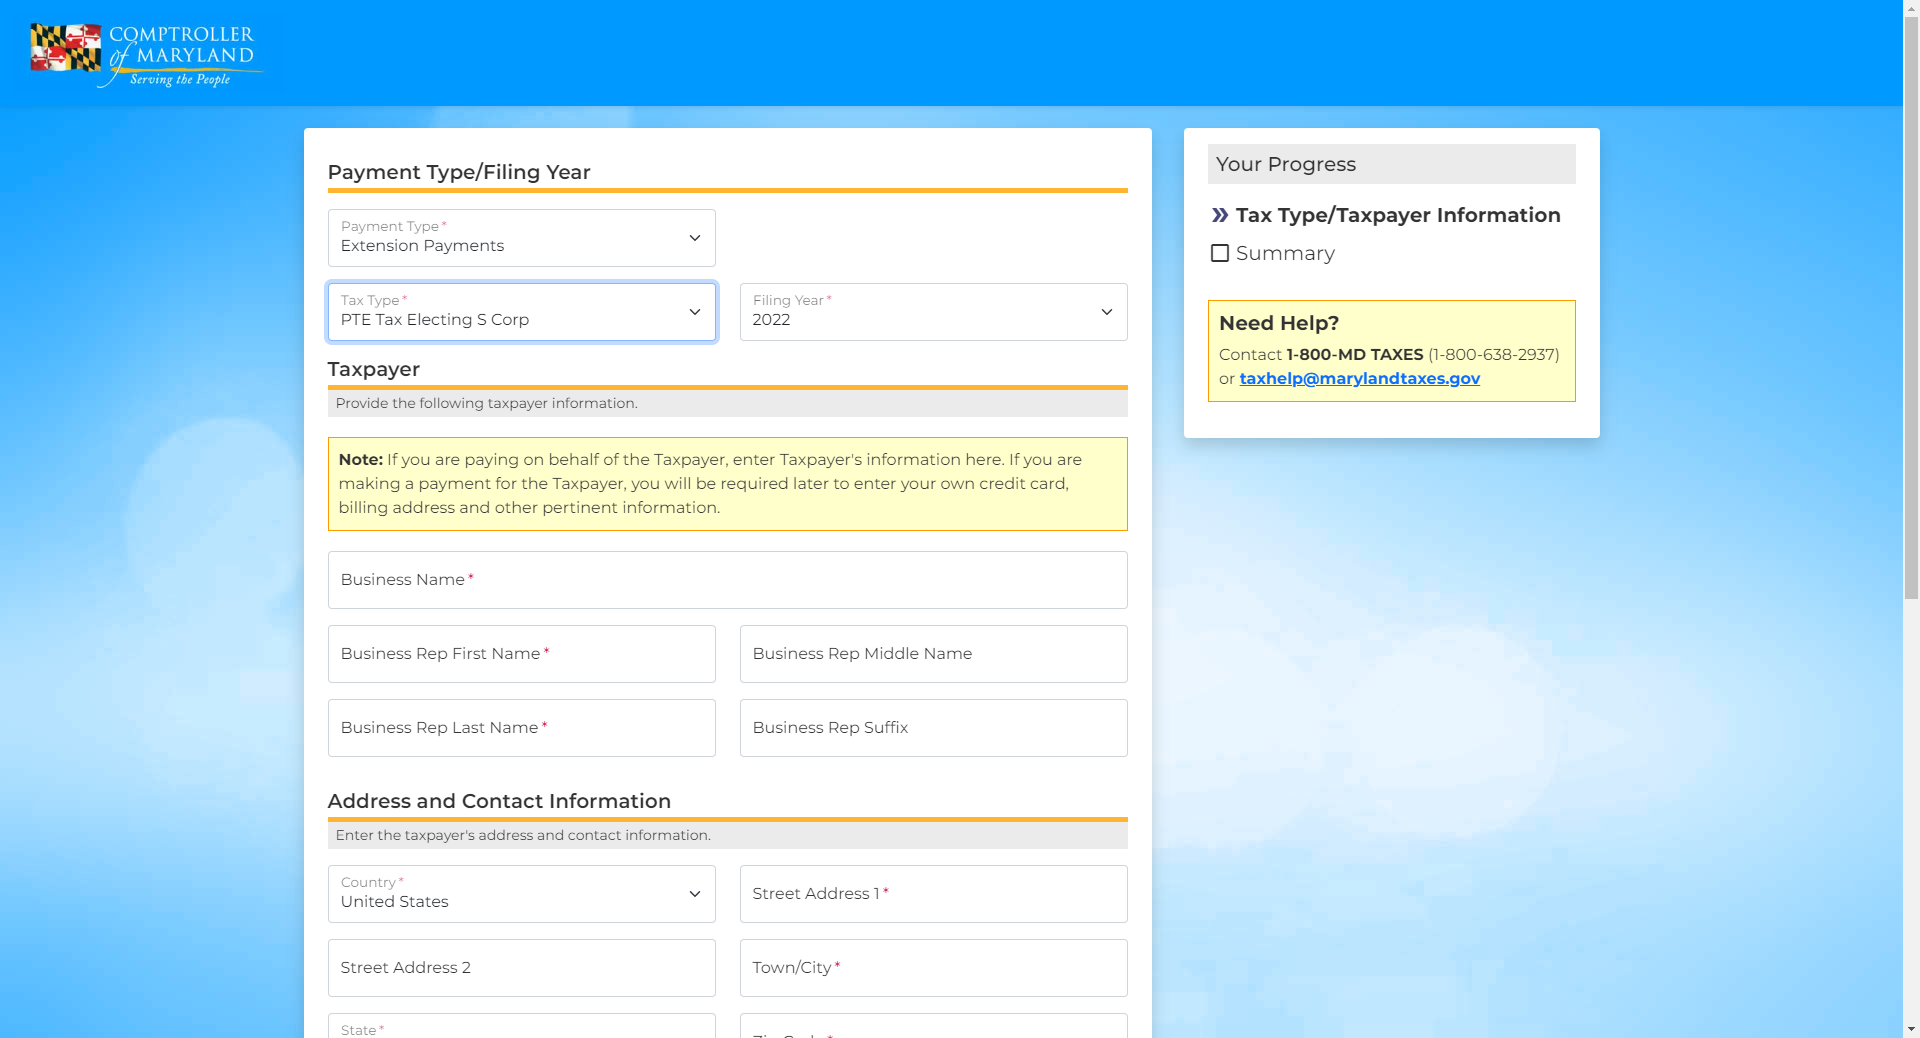 COMPTROLLER
of MARYLAND
Serving the People
Payment Type/Filing Year
Payment Type*
Extension Payments
Tax Type*
PTE Tax Electing S Corp
Filing Year*
2022
Taxpayer
Provide the following taxpayer information.
Note: If you are paying on behalf of the Taxpayer, enter Taxpayer's information here. If you are
making a payment for the Taxpayer, you will be required later to enter your own credit card,
billing address and other pertinent information.
Business Name*
Business Rep First Name*
Business Rep Middle Name
Business Rep Last Name*
Business Rep Suffix
Address and Contact Information
Enter the taxpayer's address and contact information.
Country*
United States
Street Address 1*
Street Address 2
Town/City*
State*
Your Progress
Tax Type/Taxpayer Information
Summary
Need Help?
Contact 1-800-MD TAXES (1-800-638-2937)
or taxhelp@marylandtaxes.gov